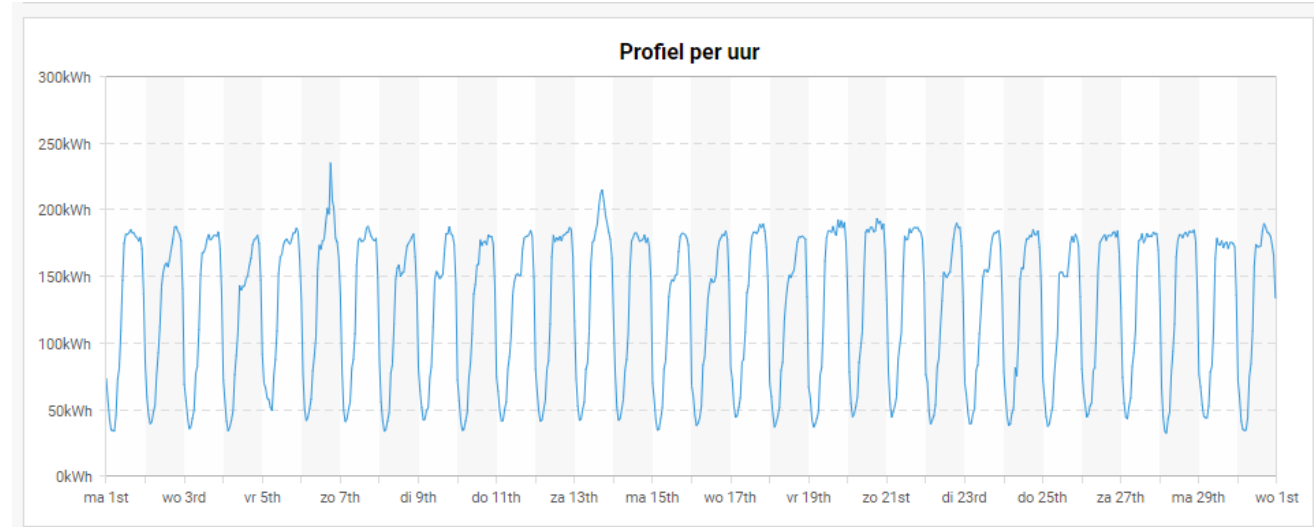 Profiel per uur
300kWh
250kWh
200kWh
150kWh
100kWh
50kWh
0kWh
ma 1st wo 3rd vr 5th zo 7th di 9th do 11th za 13th ma 15th wo 17th vr 19th zo 21st di 23rd do 25th za 27th ma 29th wo 1st